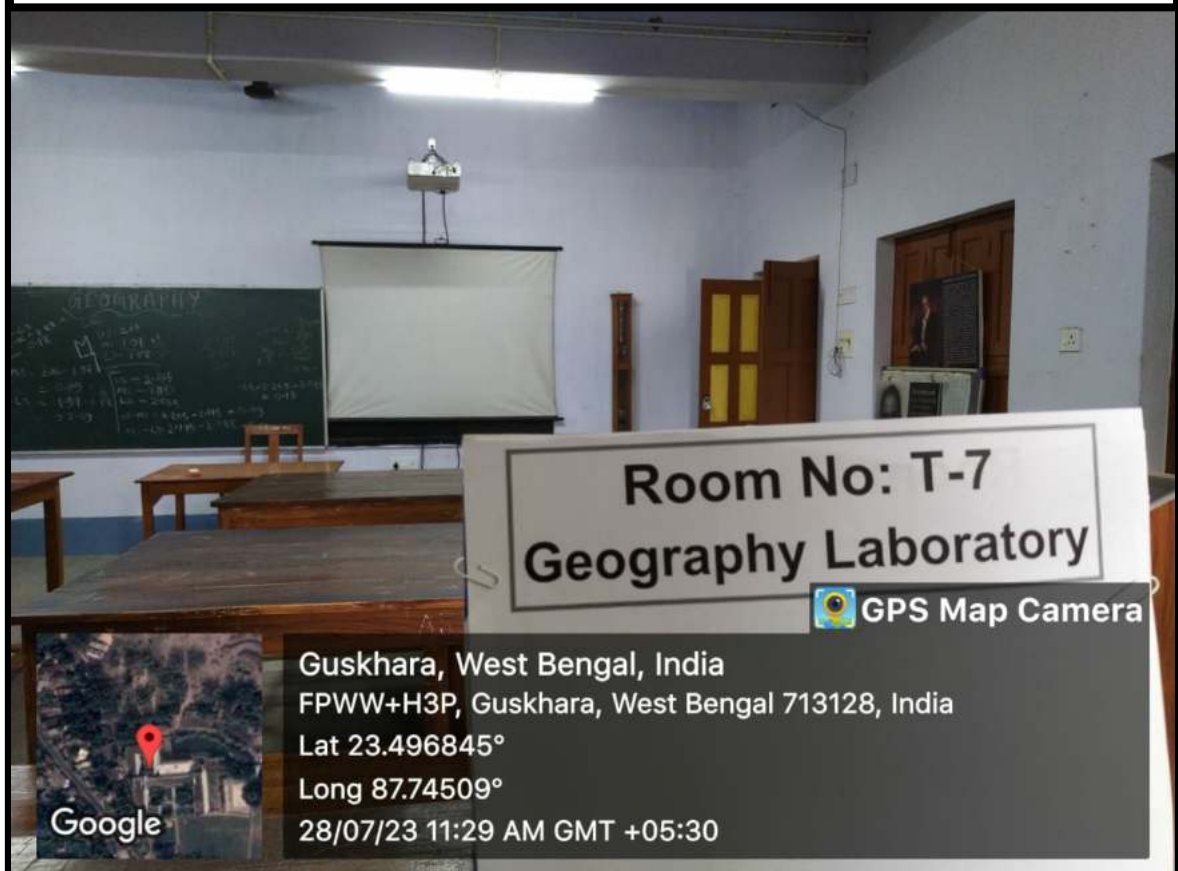 GEOGRAPHY
Room No: T-7
Geography Laboratory
GPS Map Camera
Guskhara, West Bengal, India
FPWW+H3P, Guskhara, West Bengal 713128, India
Lat 23.496845°
Long 87.74509°
28/07/23 11:29 AM GMT +05:30
Google